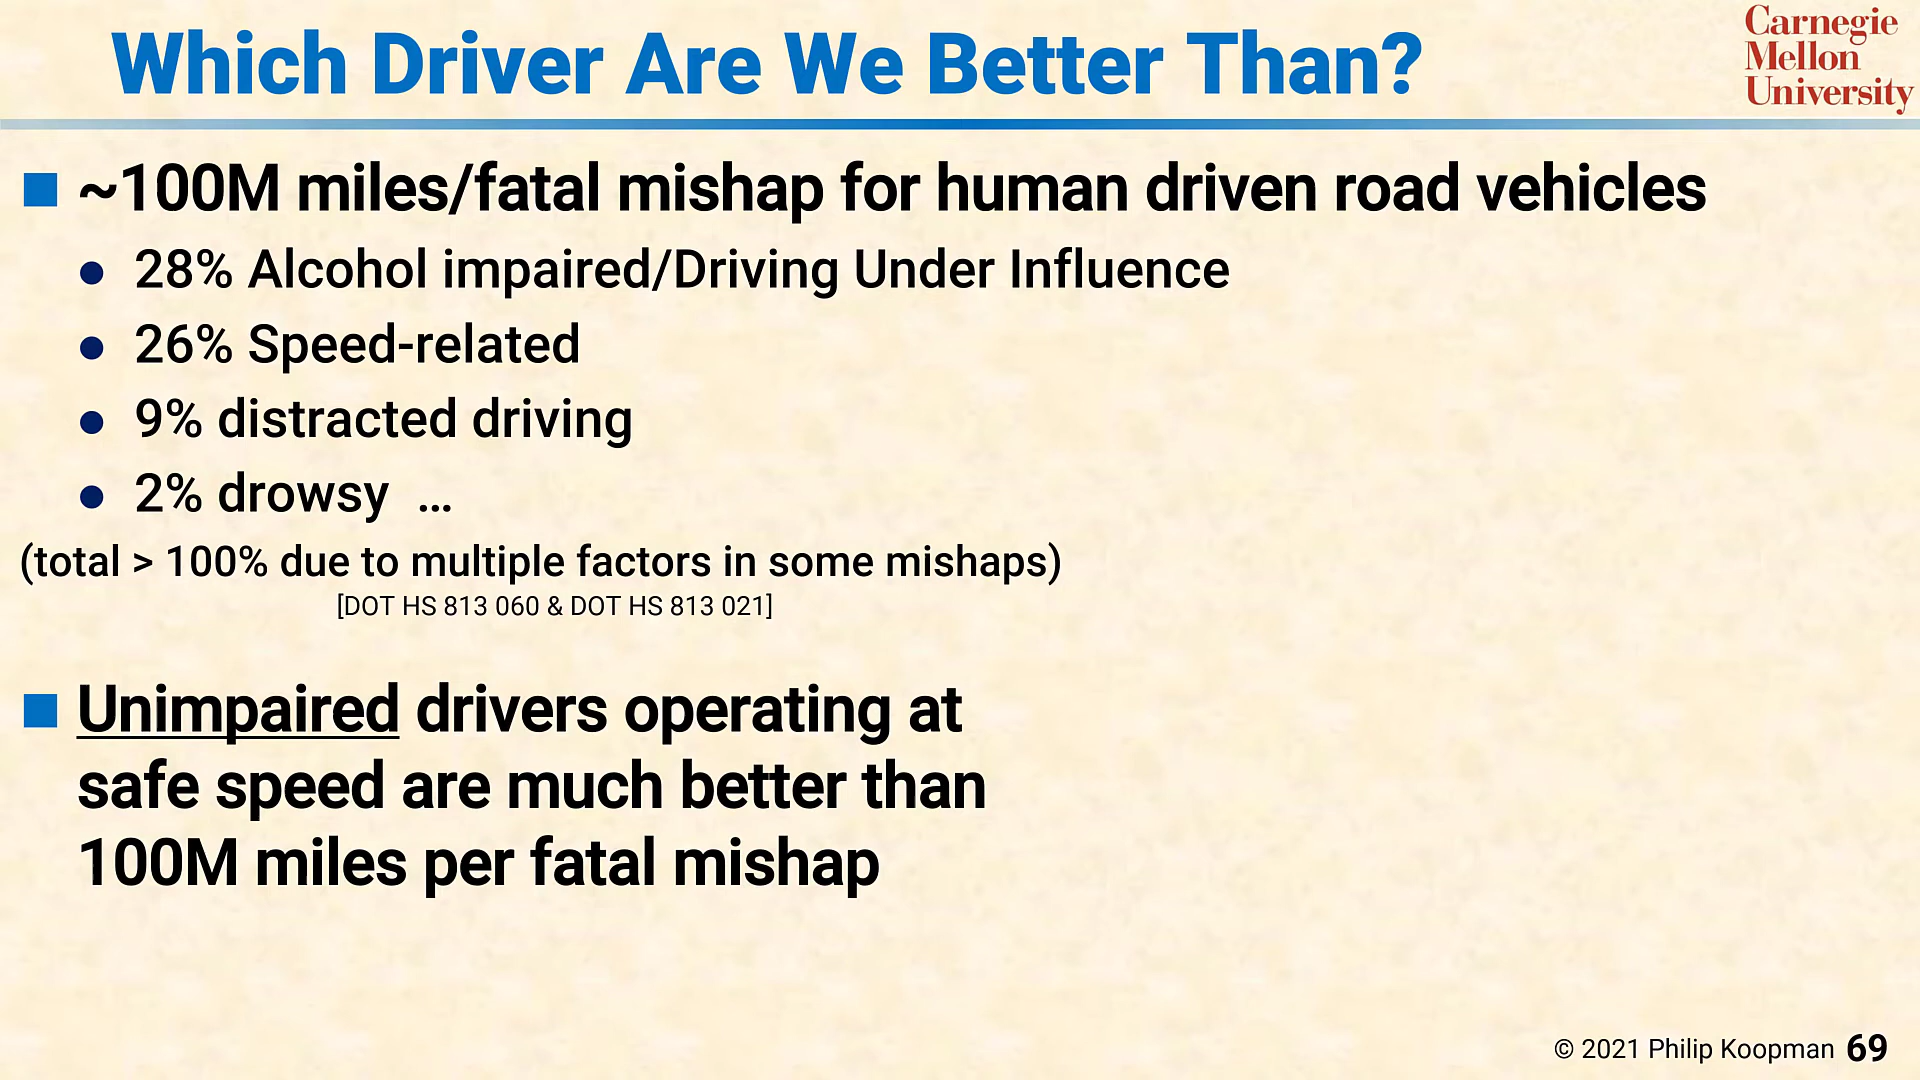 Which Driver Are We Better Than?
Carnegie
Mellon
University
~100M miles/fatal mishap for human driven road vehicles
28% Alcohol impaired/Driving Under Influence
26% Speed-related
9% distracted driving
2% drowsy ...
(total > 100% due to multiple factors in some mishaps)
[DOT HS 813 060 & DOT HS 813 021]
Unimpaired drivers operating at
safe speed are much better than
100M miles per fatal mishap
© 2021 Philip Koopman 69